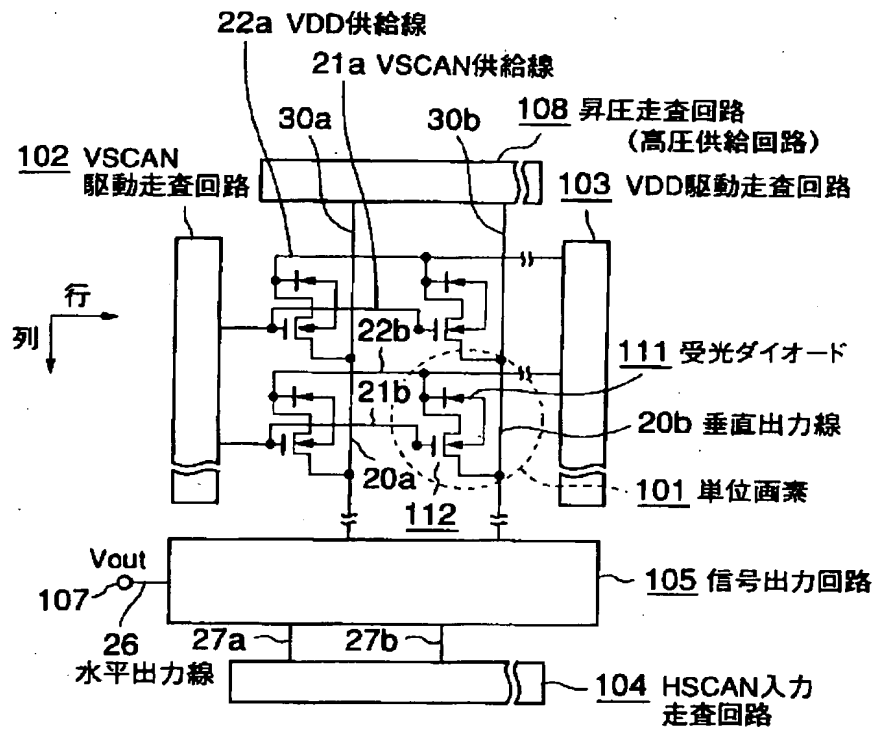 22a VDD供給線
21a VSCAN供給線
30a
30b
108 昇圧走査回路
(高圧供給回路)
102 VSCAN
駆動走査回路
103 VDD駆動走査回路
行
列
22b
111 受光ダイオード
21b
20b 垂直出力線
20a
112
101 単位画素
Vout
107
105 信号出力回路
26
水平出力線
27a
27b
104 HSCAN入力
走査回路